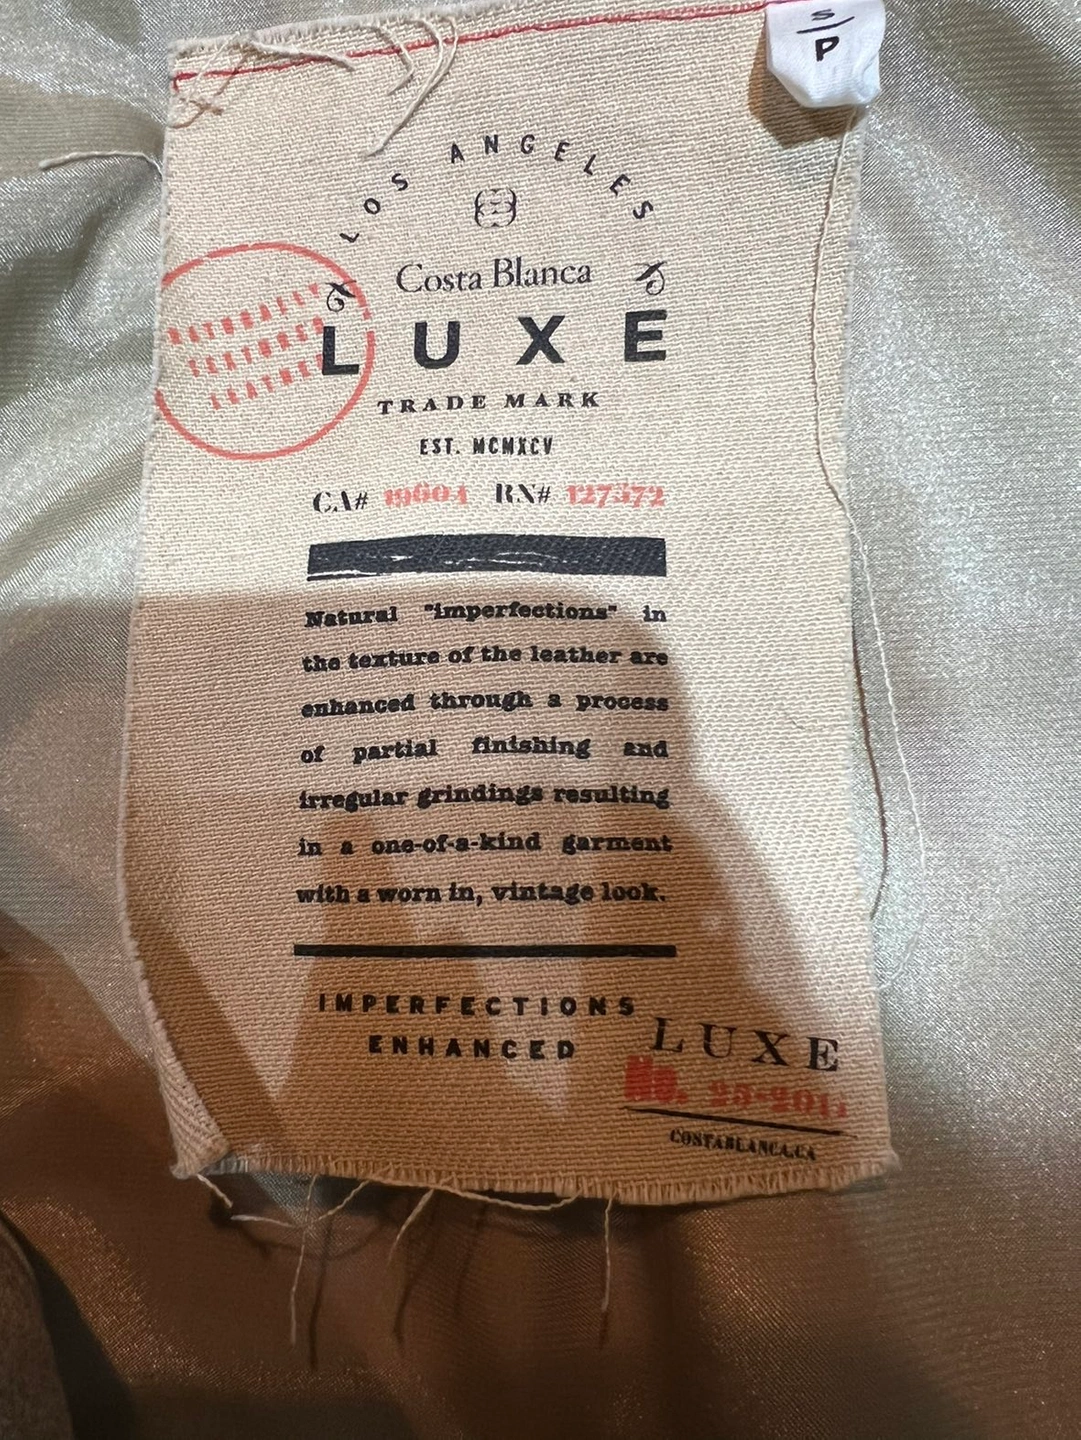 S/P
LOS ANGELES
Costa Blanca
LUXE
NATURALLY
TEXTURED
LEATHER
TRADE MARK
EST. MCMXCV
CA# 19604 RN# 127372
Natural "imperfections" in
the texture of the leather are
enhanced through a process
of partial finishing and
irregular grindings resulting
in a one-of-a-kind garment
with a worn in, vintage look.
IMPERFECTIONS
ENHANCED
LUXE
No.
COSTABLANCA.CA